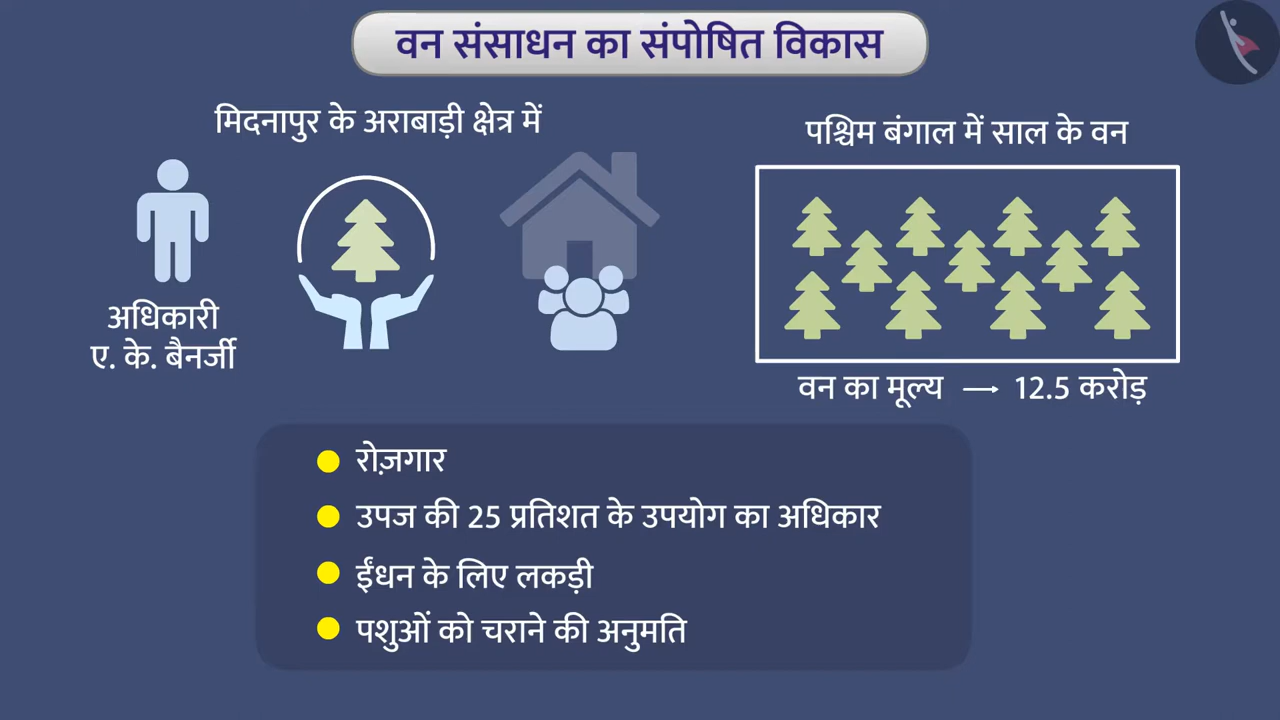 वन संसाधन का संपोषित विकास
मिदनापुर के अराबाड़ी क्षेत्र में
अधिकारी
ए. के. बैनर्जी
पश्चिम बंगाल में साल के वन
वन का मूल्य → 12.5 करोड़
रोज़गार
उपज की 25 प्रतिशत के उपयोग का अधिकार
ईंधन के लिए लकड़ी
पशुओं को चराने की अनुमति